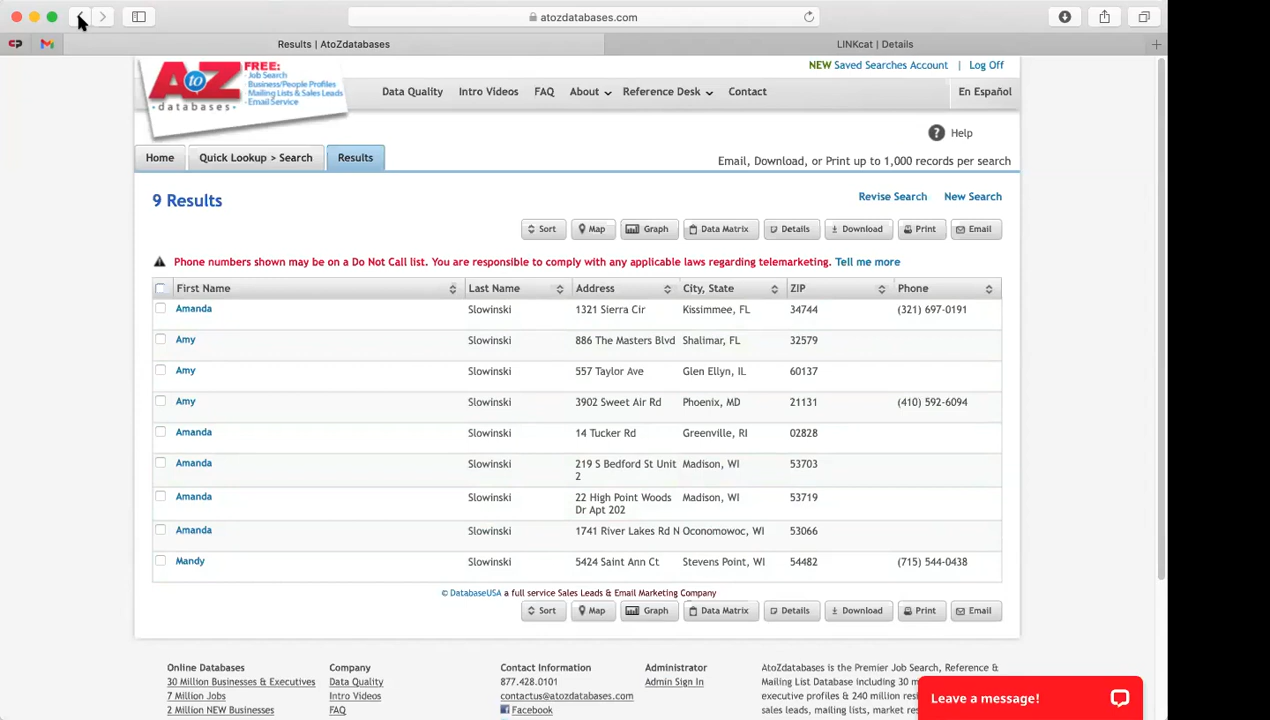 atozdatabases.com
Results | AtoZdatabases
LINKcat | Details
AtoZ
databases
FREE:
Job Search
Business/People Profiles
Mailing Lists & Sales Leads
Email Service
NEW Saved Searches Account | Log Off
Data Quality Intro Videos FAQ About Reference Desk Contact En Español
? Help
Home Quick Lookup > Search Results Email, Download, or Print up to 1,000 records per search
9 Results Revise Search New Search
Sort Map Graph Data Matrix Details Download Print Email
Phone numbers shown may be on a Do Not Call list. You are responsible to comply with any applicable laws regarding telemarketing. Tell me more
First Name Last Name Address City, State ZIP Phone
Amanda Slowinski 1321 Sierra Cir Kissimmee, FL 34744 (321) 697-0191
Amy Slowinski 886 The Masters Blvd Shalimar, FL 32579
Amy Slowinski 557 Taylor Ave Glen Ellyn, IL 60137
Amy Slowinski 3902 Sweet Air Rd Phoenix, MD 21131 (410) 592-6094
Amanda Slowinski 14 Tucker Rd Greenville, RI 02828
Amanda Slowinski 219 S Bedford St Unit Madison, WI 53703
2
Amanda Slowinski 22 High Point Woods Madison, WI 53719
Dr Apt 202
Amanda Slowinski 1741 River Lakes Rd N Oconomowoc, WI 53066
Mandy Slowinski 5424 Saint Ann Ct Stevens Point, WI 54482 (715) 544-0438
© DatabaseUSA a full service Sales Leads & Email Marketing Company
Sort Map Graph Data Matrix Details Download Print Email
Online Databases Company Contact Information Administrator AtoZdatabases is the Premier Job Search, Reference &
30 Million Businesses & Executives Data Quality 877.428.0101 Admin Sign In Mailing List Database including 30 m
7 Million Jobs Intro Videos contactus@atozdatabases.com executive profiles & 240 million resi
2 Million NEW Businesses FAQ Facebook sales leads, mailing lists, market res
Leave a message!